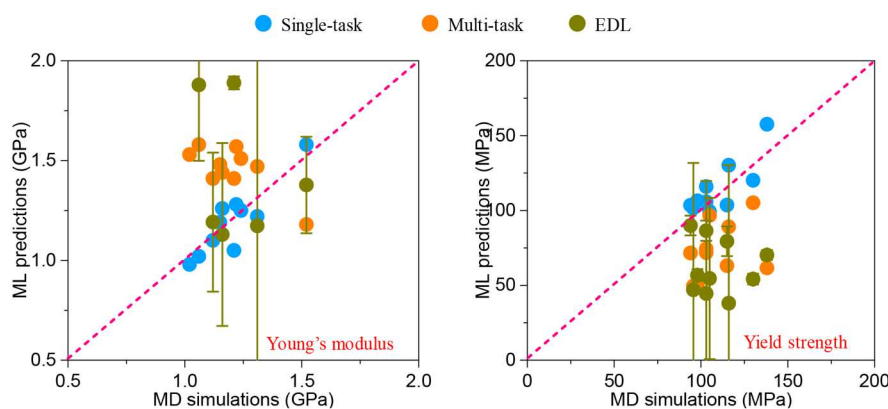 Single-task Multi-task EDL
2.0
1.5
1.0
0.5
ML predictions (GPa)
Young's modulus
0.5 1.0 1.5 2.0
MD simulations (GPa)
200
150
100
50
0
ML predictions (MPa)
Yield strength
0 50 100 150 200
MD simulations (MPa)